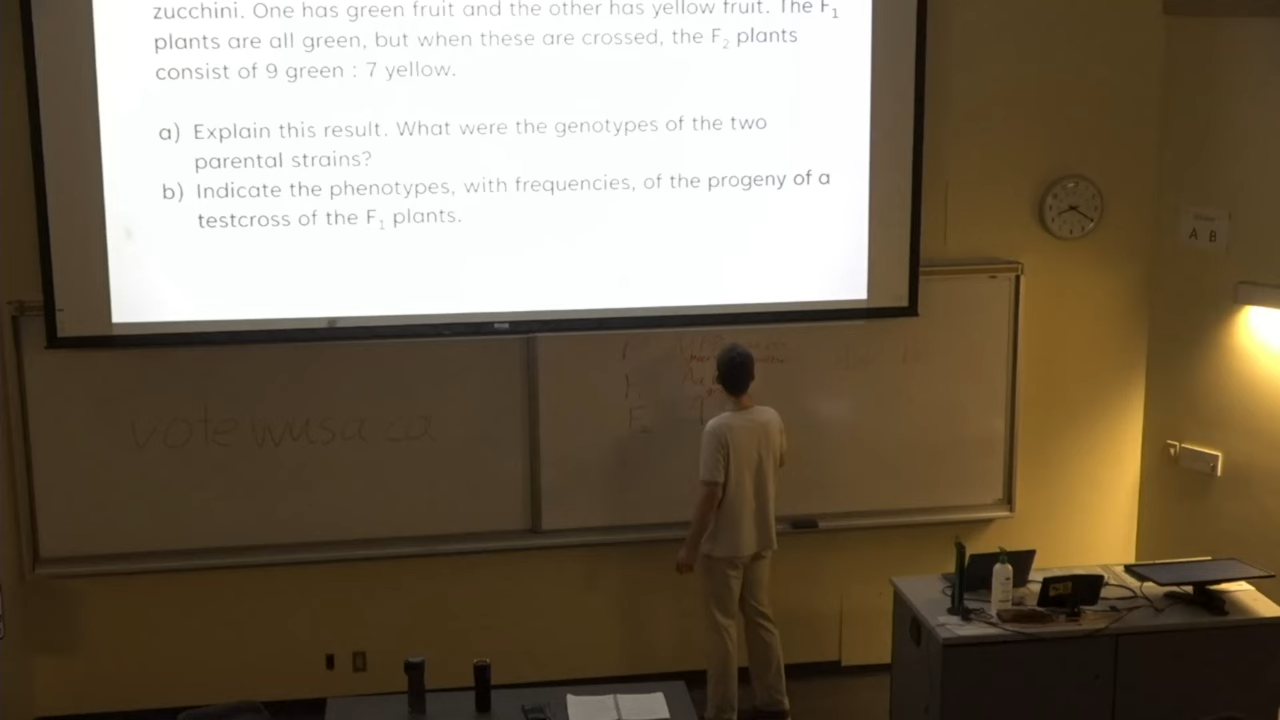 zucchini. One has green fruit and the other has yellow fruit. The F₁
plants are all green, but when these are crossed, the F₂ plants
consist of 9 green : 7 yellow.
a) Explain this result. What were the genotypes of the two
parental strains?
b) Indicate the phenotypes, with frequencies, of the progeny of a
testcross of the F₁ plants.
A B
vote wusa ca
F
Aa
F